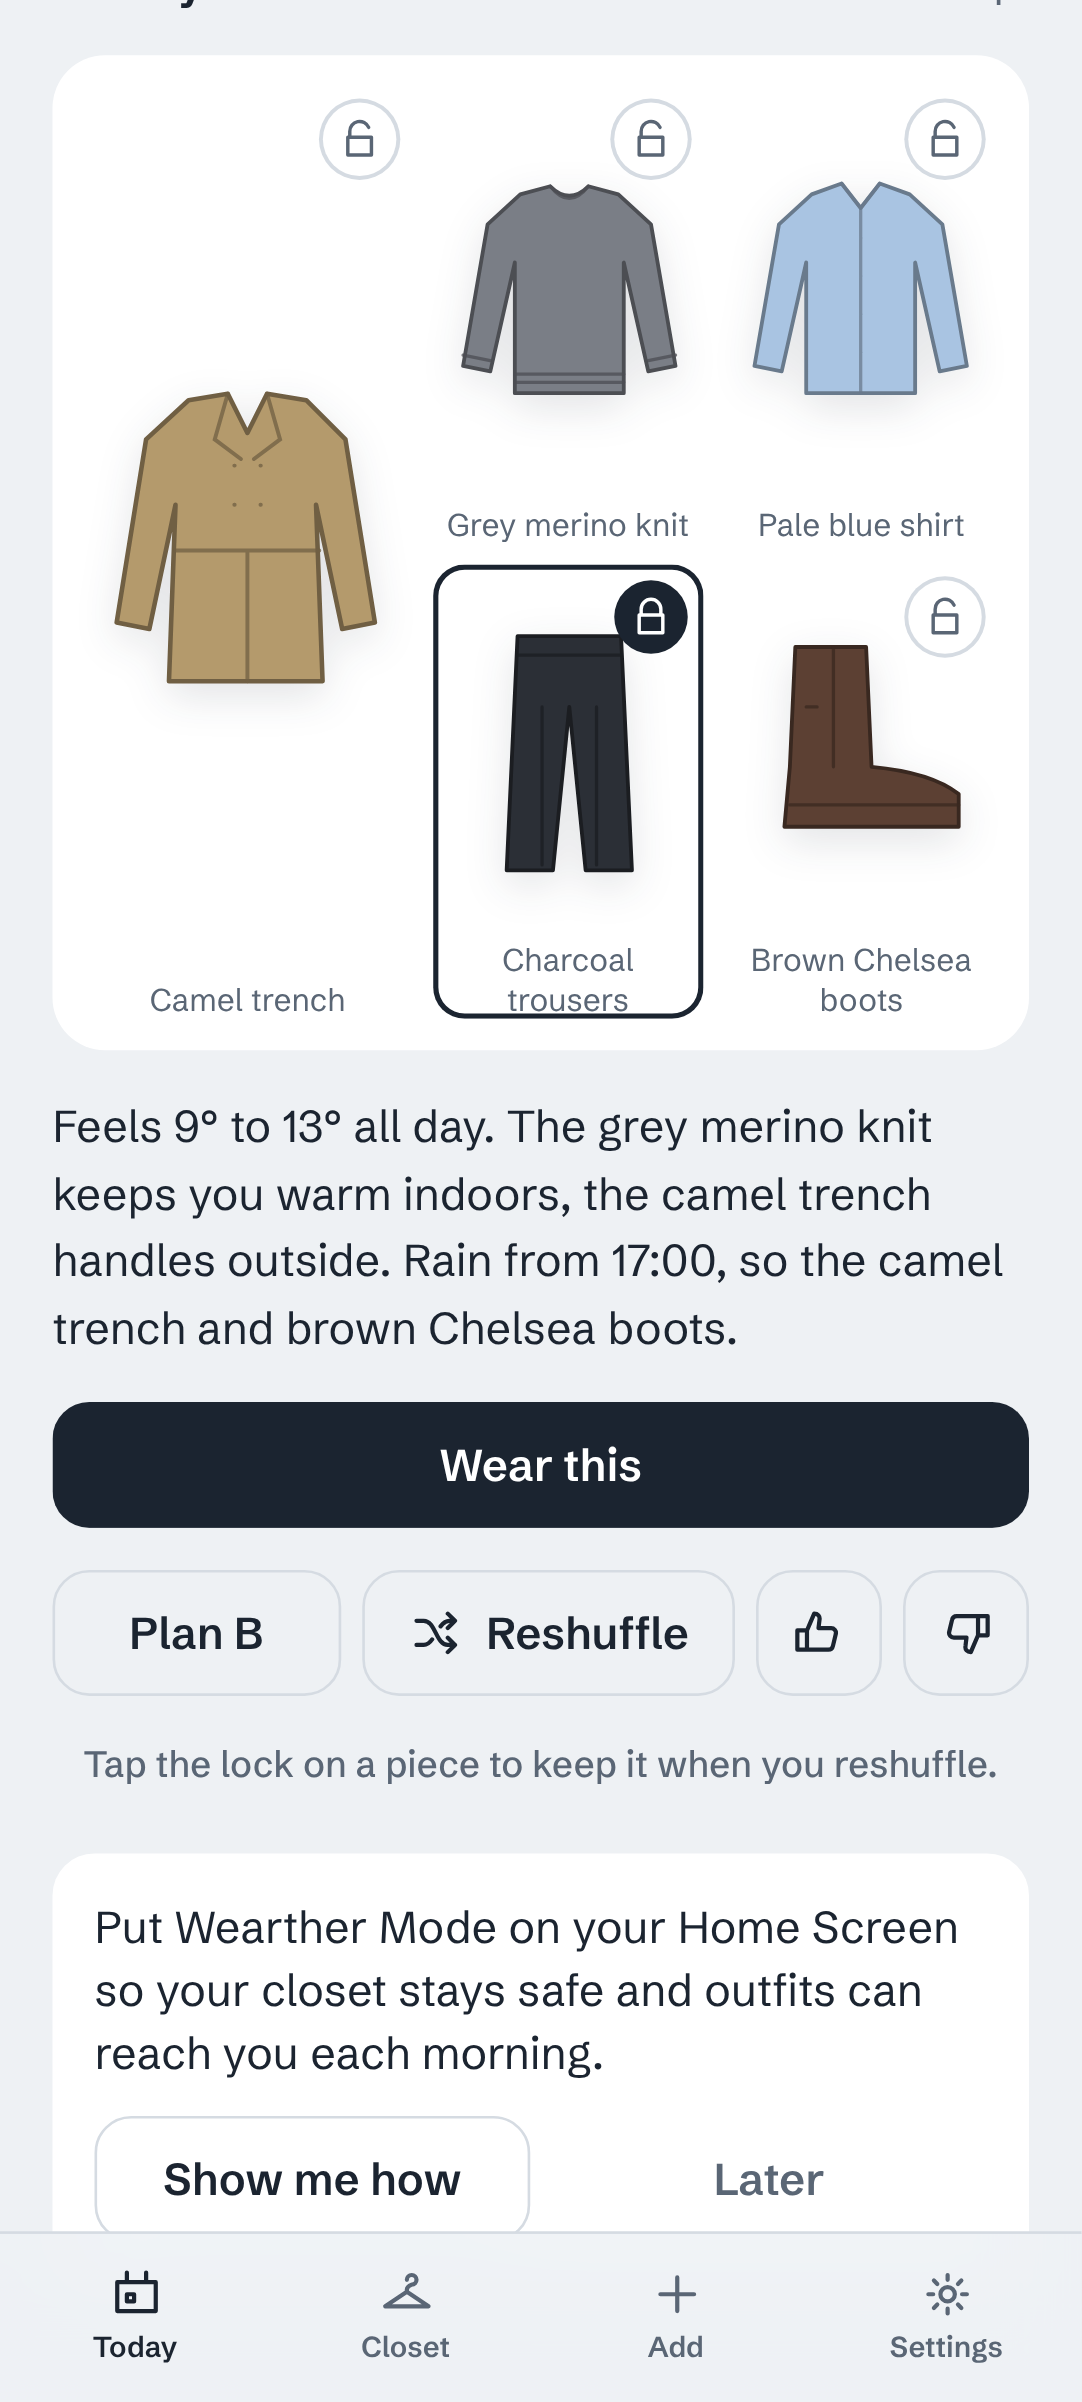 Grey merino knit
Pale blue shirt
Camel trench
Charcoal
trousers
Brown Chelsea
boots
Feels 9° to 13° all day. The grey merino knit
keeps you warm indoors, the camel trench
handles outside. Rain from 17:00, so the camel
trench and brown Chelsea boots.
Wear this
Plan B
Reshuffle
Tap the lock on a piece to keep it when you reshuffle.
Put Wearther Mode on your Home Screen
so your closet stays safe and outfits can
reach you each morning.
Show me how
Later
Today
Closet
Add
Settings